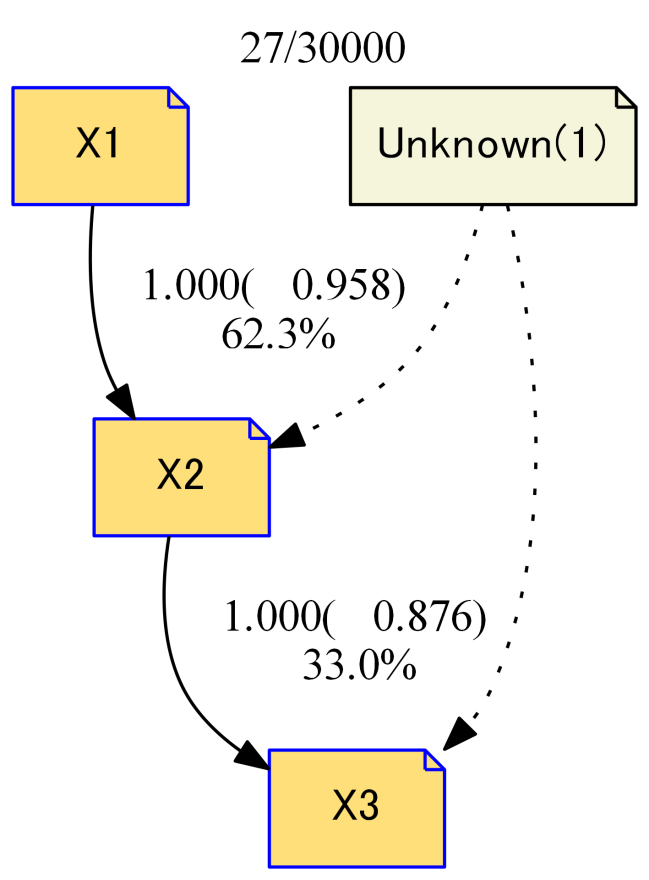 27/30000
X1
Unknown(1)
1.000(   0.958)
62.3%
X2
1.000(   0.876)
33.0%
X3